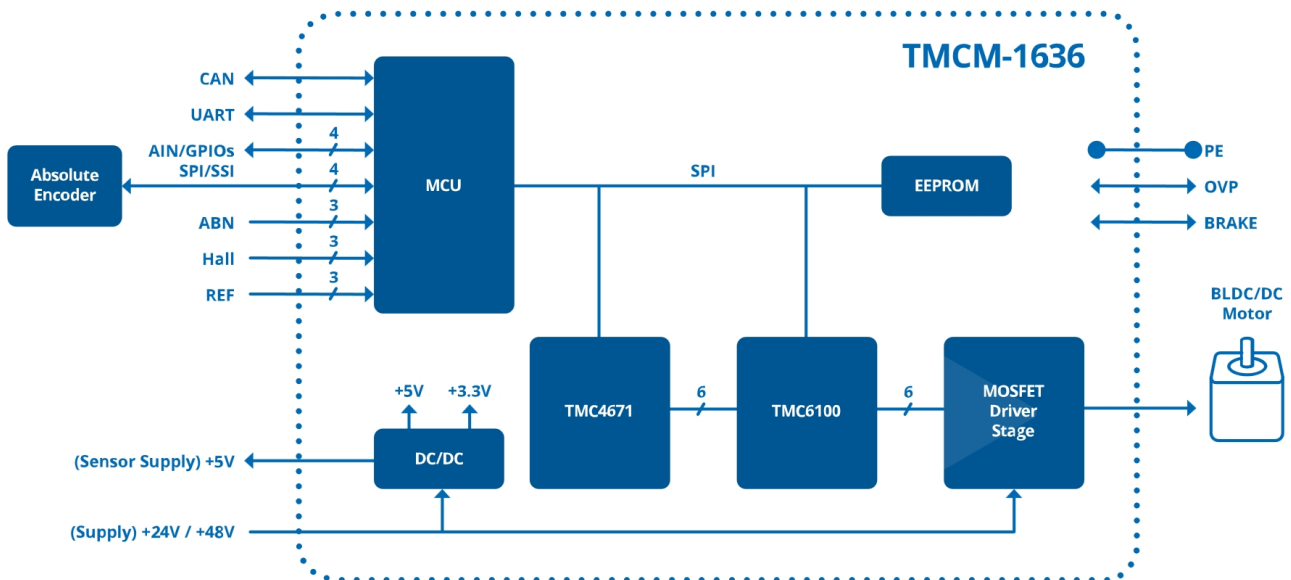 TMCM-1636
CAN
UART
4
AIN/GPIOs
SPI/SSI
4
Absolute
Encoder
3
ABN
3
Hall
3
REF
MCU
SPI
EEPROM
PE
OVP
BRAKE
BLDC/DC
Motor
+5V
+3.3V
DC/DC
TMC4671
6
TMC6100
6
MOSFET
Driver
Stage
(Sensor Supply) +5V
(Supply) +24V / +48V